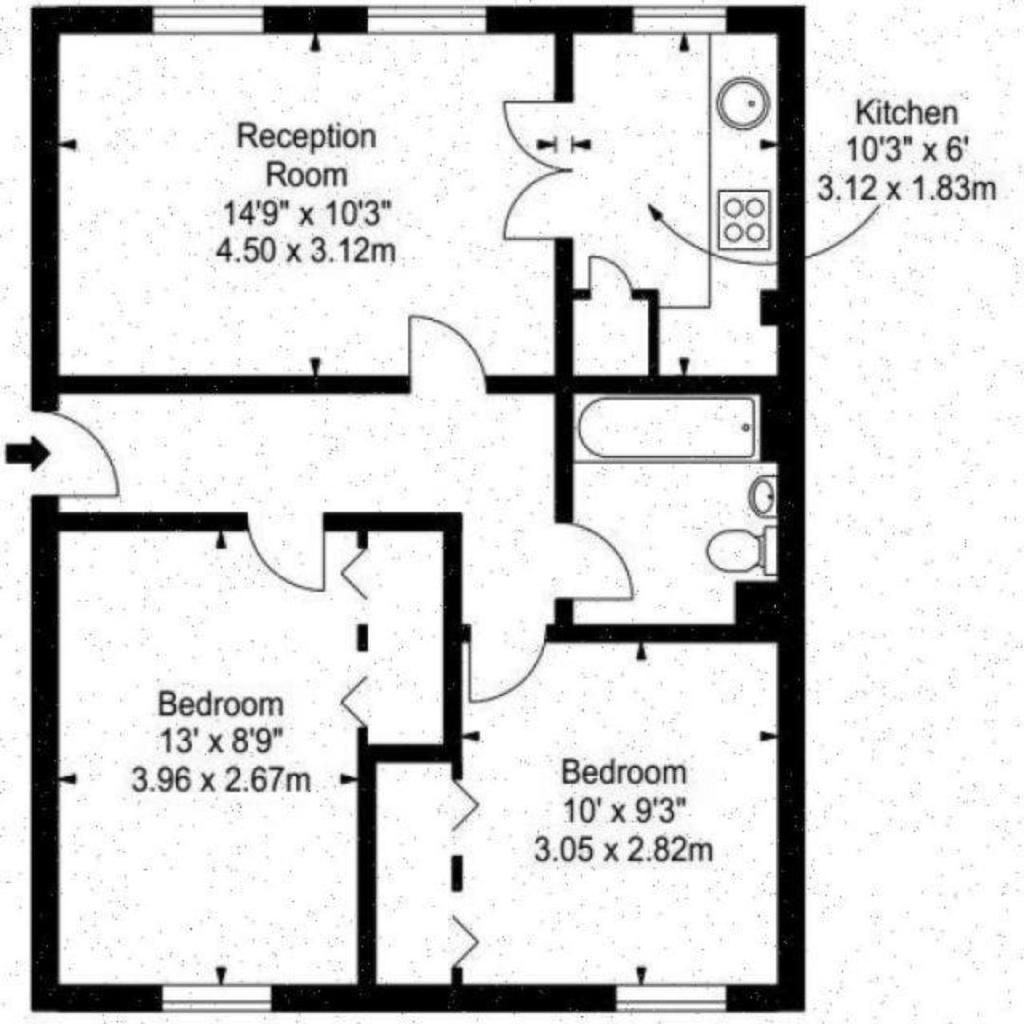 Reception
Room
14'9" x 10'3"
4.50 x 3.12m
Kitchen
10'3" x 6'
3.12 x 1.83m
Bedroom
13' x 8'9"
3.96 x 2.67m
Bedroom
10' x 9'3"
3.05 x 2.82m